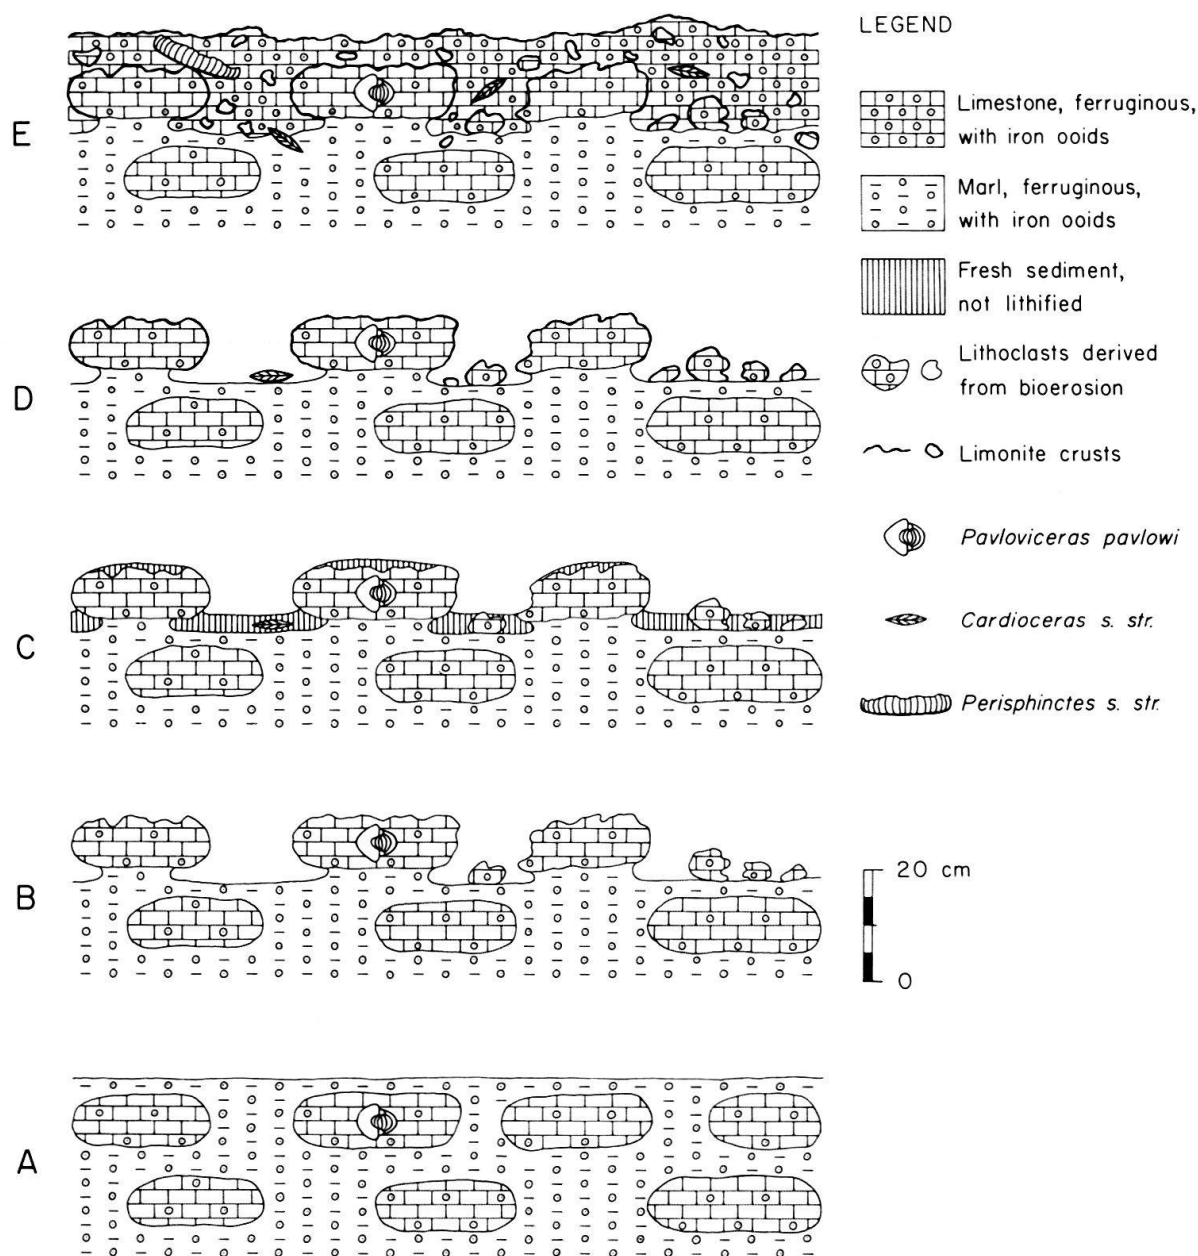 E
D
C
B
A
LEGEND
Limestone, ferruginous,
with iron ooids
Marl, ferruginous,
with iron ooids
Fresh sediment,
not lithified
Lithoclasts derived
from bioerosion
Limonite crusts
Pavloviceras pavlowi
Cardioceras s. str.
Perisphinctes s. str.
20 cm
0